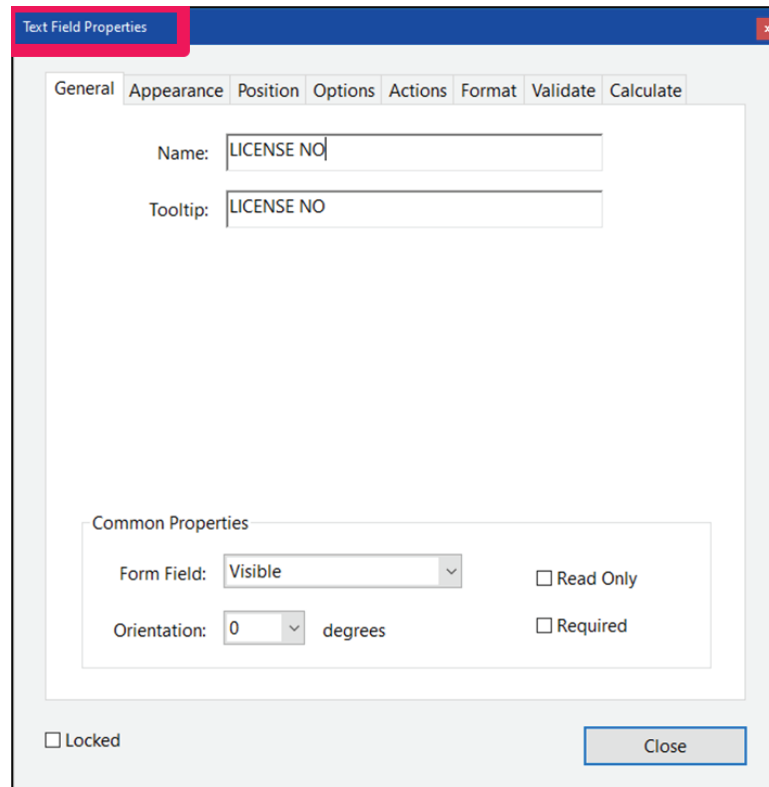 Text Field Properties
General Appearance Position Options Actions Format Validate Calculate
Name: LICENSE NO
Tooltip: LICENSE NO
Common Properties
Form Field: Visible
Read Only
Orientation: 0 degrees
Required
Locked
Close